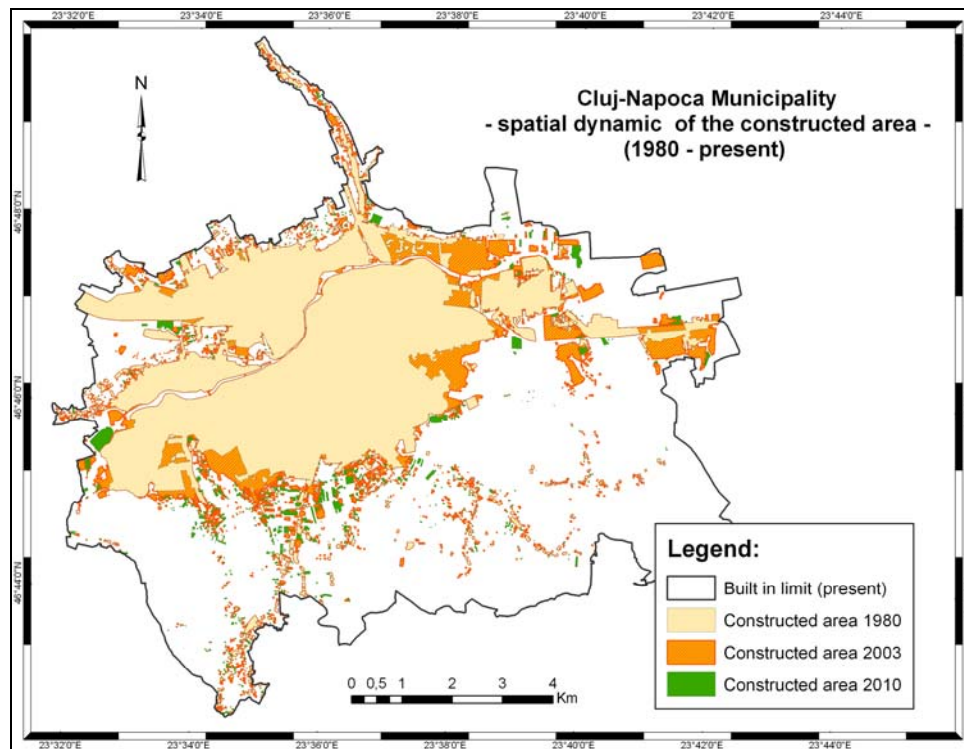 23°32'0"E 23°34'0"E 23°36'0"E 23°38'0"E 23°40'0"E 23°42'0"E 23°44'0"E
N
Cluj-Napoca Municipality
- spatial dynamic of the constructed area -
(1980 - present)
46°48'0"N
46°46'0"N
46°44'0"N
Legend:
Built in limit (present)
Constructed area 1980
Constructed area 2003
Constructed area 2010
0 0,5 1 2 3 4
Km
23°32'0"E 23°34'0"E 23°36'0"E 23°38'0"E 23°40'0"E 23°42'0"E 23°44'0"E